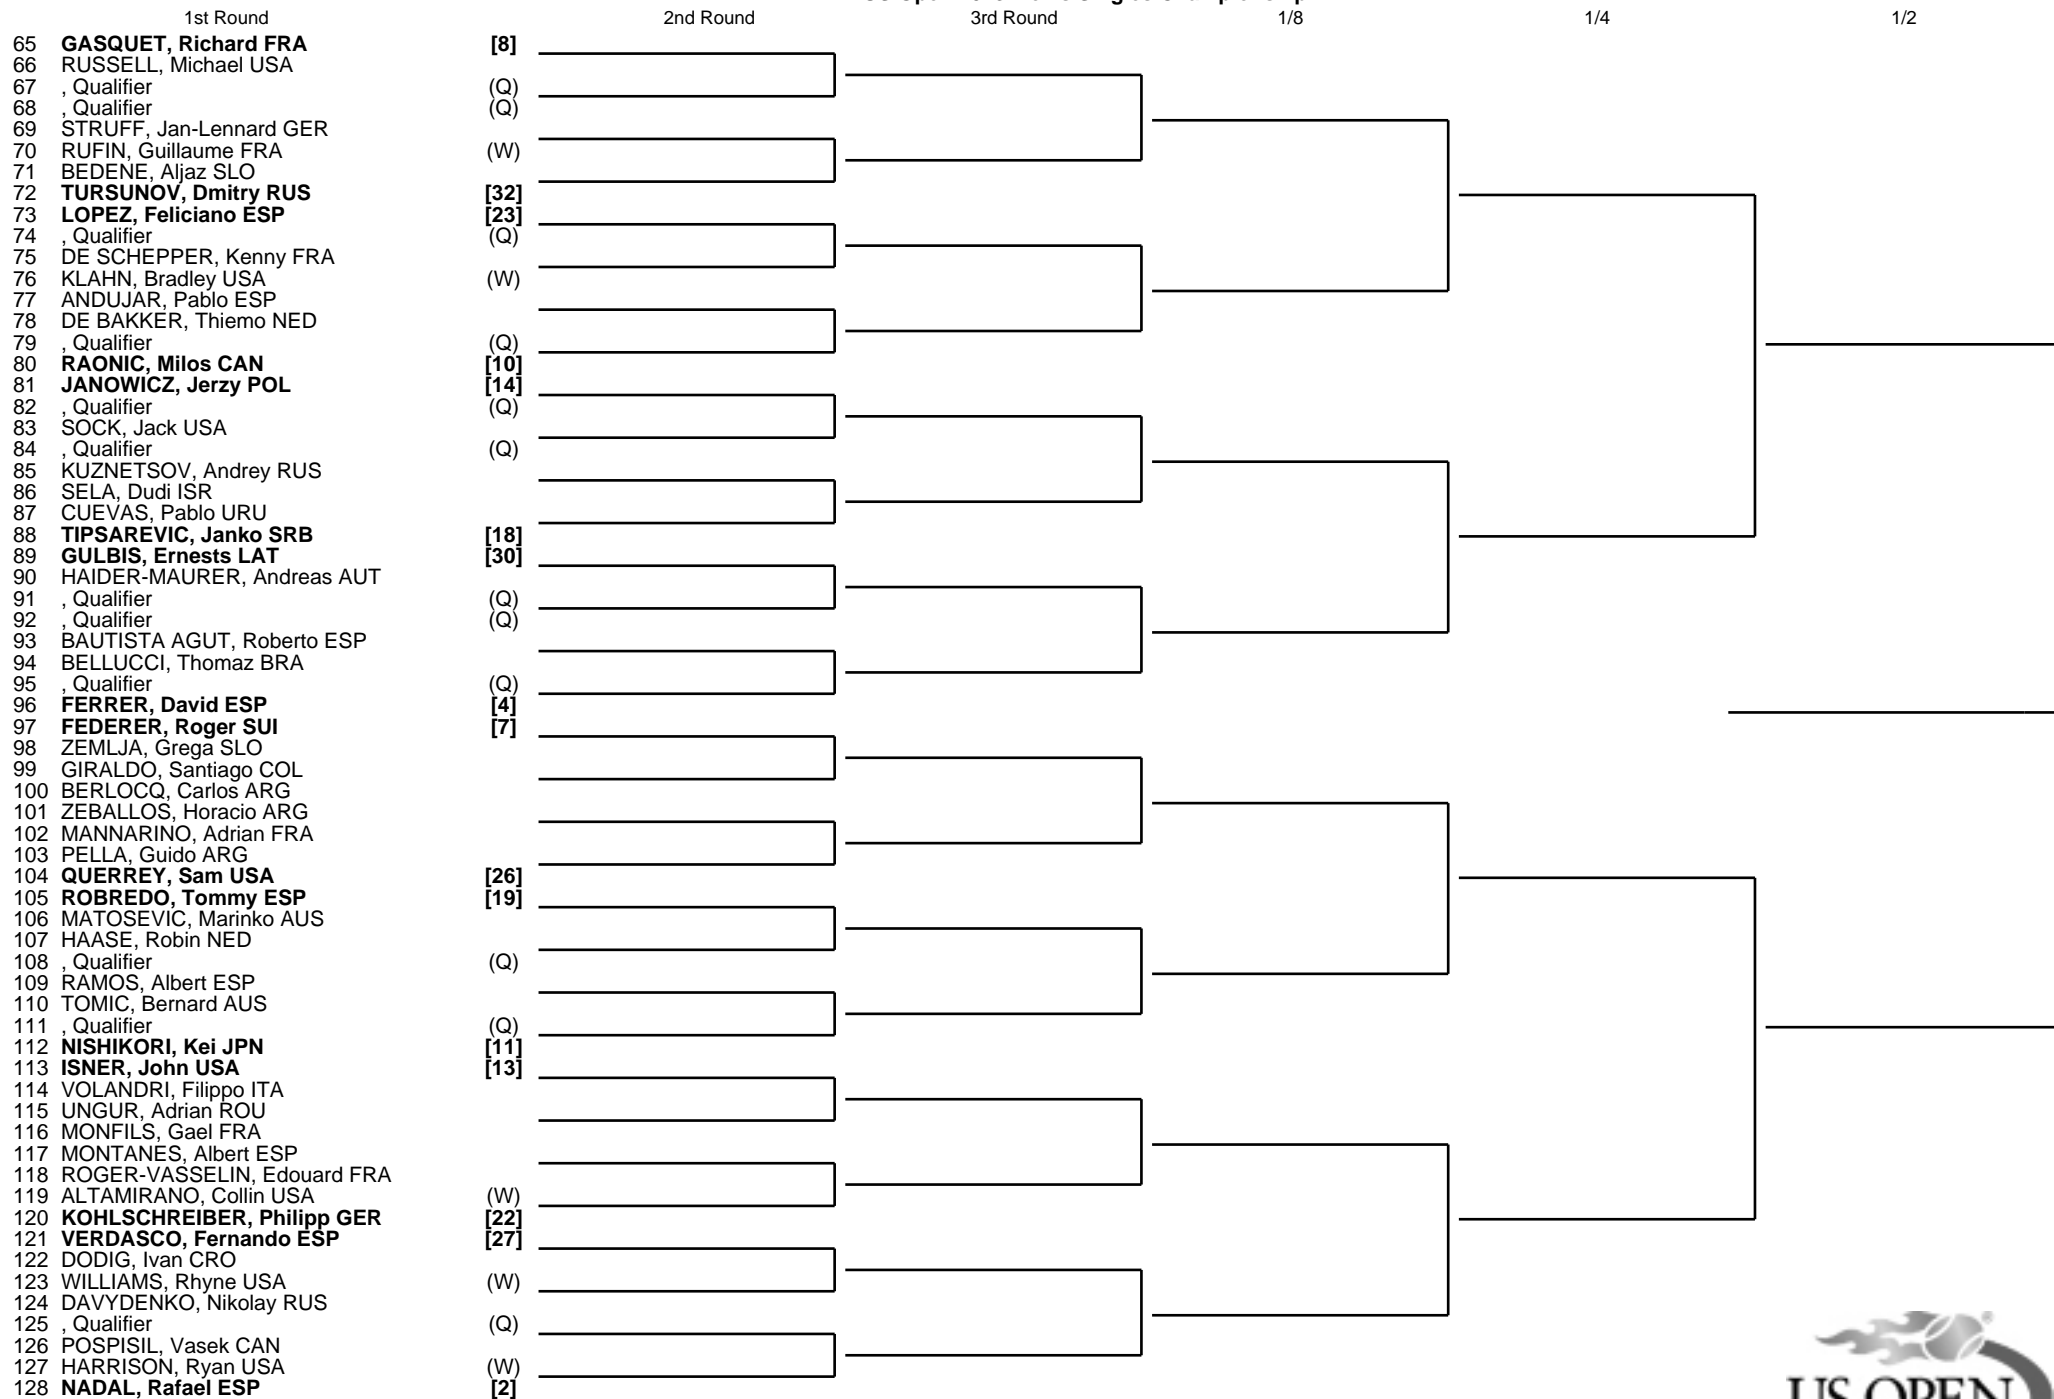 1st Round 2nd Round 3rd Round 1/8 1/4 1/2
65 GASQUET, Richard FRA [8]
66 RUSSELL, Michael USA
67 , Qualifier (Q)
68 , Qualifier (Q)
69 STRUFF, Jan-Lennard GER
70 RUFIN, Guillaume FRA (W)
71 BEDENE, Aljaz SLO
72 TURSUNOV, Dmitry RUS [32]
73 LOPEZ, Feliciano ESP [23]
74 , Qualifier (Q)
75 DE SCHEPPER, Kenny FRA
76 KLAHN, Bradley USA (W)
77 ANDUJAR, Pablo ESP
78 DE BAKKER, Thiemo NED
79 , Qualifier (Q)
80 RAONIC, Milos CAN [10]
81 JANOWICZ, Jerzy POL [14]
82 , Qualifier (Q)
83 SOCK, Jack USA
84 , Qualifier (Q)
85 KUZNETSOV, Andrey RUS
86 SELA, Dudi ISR
87 CUEVAS, Pablo URU
88 TIPSAREVIC, Janko SRB [18]
89 GULBIS, Ernests LAT [30]
90 HAIDER-MAURER, Andreas AUT
91 , Qualifier (Q)
92 , Qualifier (Q)
93 BAUTISTA AGUT, Roberto ESP
94 BELLUCCI, Thomaz BRA
95 , Qualifier (Q)
96 FERRER, David ESP [4]
97 FEDERER, Roger SUI [7]
98 ZEMLJA, Grega SLO
99 GIRALDO, Santiago COL
100 BERLOCQ, Carlos ARG
101 ZEBALLOS, Horacio ARG
102 MANNARINO, Adrian FRA
103 PELLA, Guido ARG
104 QUERREY, Sam USA [26]
105 ROBREDO, Tommy ESP [19]
106 MATOSEVIC, Marinko AUS
107 HAASE, Robin NED
108 , Qualifier (Q)
109 RAMOS, Albert ESP
110 TOMIC, Bernard AUS
111 , Qualifier (Q)
112 NISHIKORI, Kei JPN [11]
113 ISNER, John USA [13]
114 VOLANDRI, Filippo ITA
115 UNGUR, Adrian ROU
116 MONFILS, Gael FRA
117 MONTANES, Albert ESP
118 ROGER-VASSELIN, Edouard FRA
119 ALTAMIRANO, Collin USA (W)
120 KOHLSCHREIBER, Philipp GER [22]
121 VERDASCO, Fernando ESP [27]
122 DODIG, Ivan CRO
123 WILLIAMS, Rhyne USA (W)
124 DAVYDENKO, Nikolay RUS
125 , Qualifier (Q)
126 POSPISIL, Vasek CAN
127 HARRISON, Ryan USA (W)
128 NADAL, Rafael ESP [2]
US OPEN